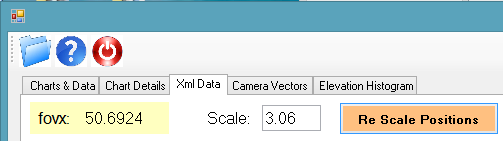 Charts & Data Chart Details Xml Data Camera Vectors Elevation Histogram
fovx: 50.6924 Scale: 3.06 Re Scale Positions